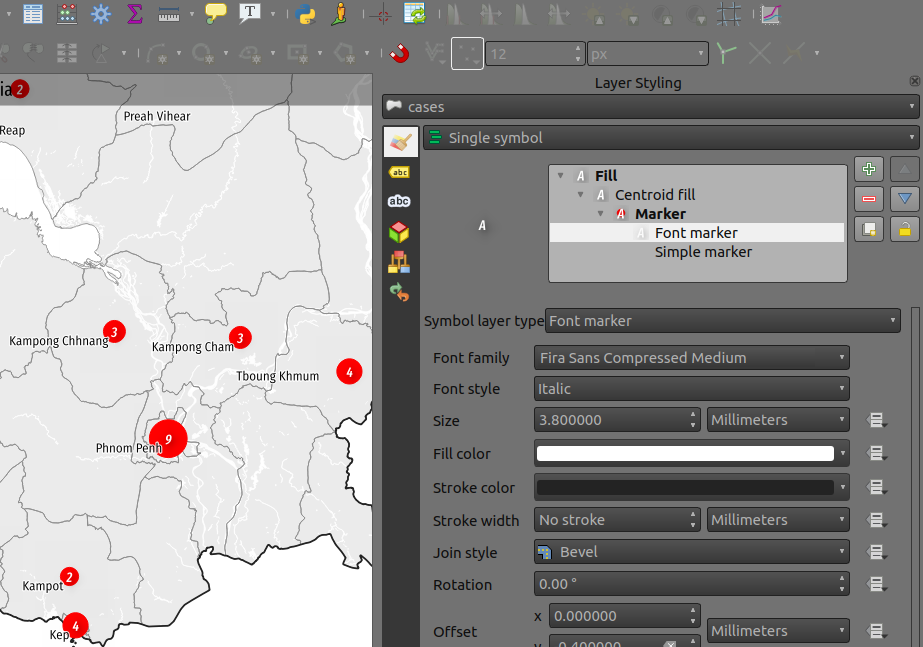 T
12
px
Layer Styling
ia 2
cases
Preah Vihear
Reap
Single symbol
abc
abc
A
A Fill
A Centroid fill
A Marker
A Font marker
Simple marker
Symbol layer type Font marker
3
3
Kampong Chhnang
Kampong Cham
Tboung Khmum
4
Font family Fira Sans Compressed Medium
Font style Italic
Size 3.800000 Millimeters
9
Phnom Penh
Fill color
Stroke color
Stroke width No stroke Millimeters
Join style Bevel
2
Kampot
Rotation 0.00 °
4
Kep
x 0.000000
Offset Millimeters
y -0.400000